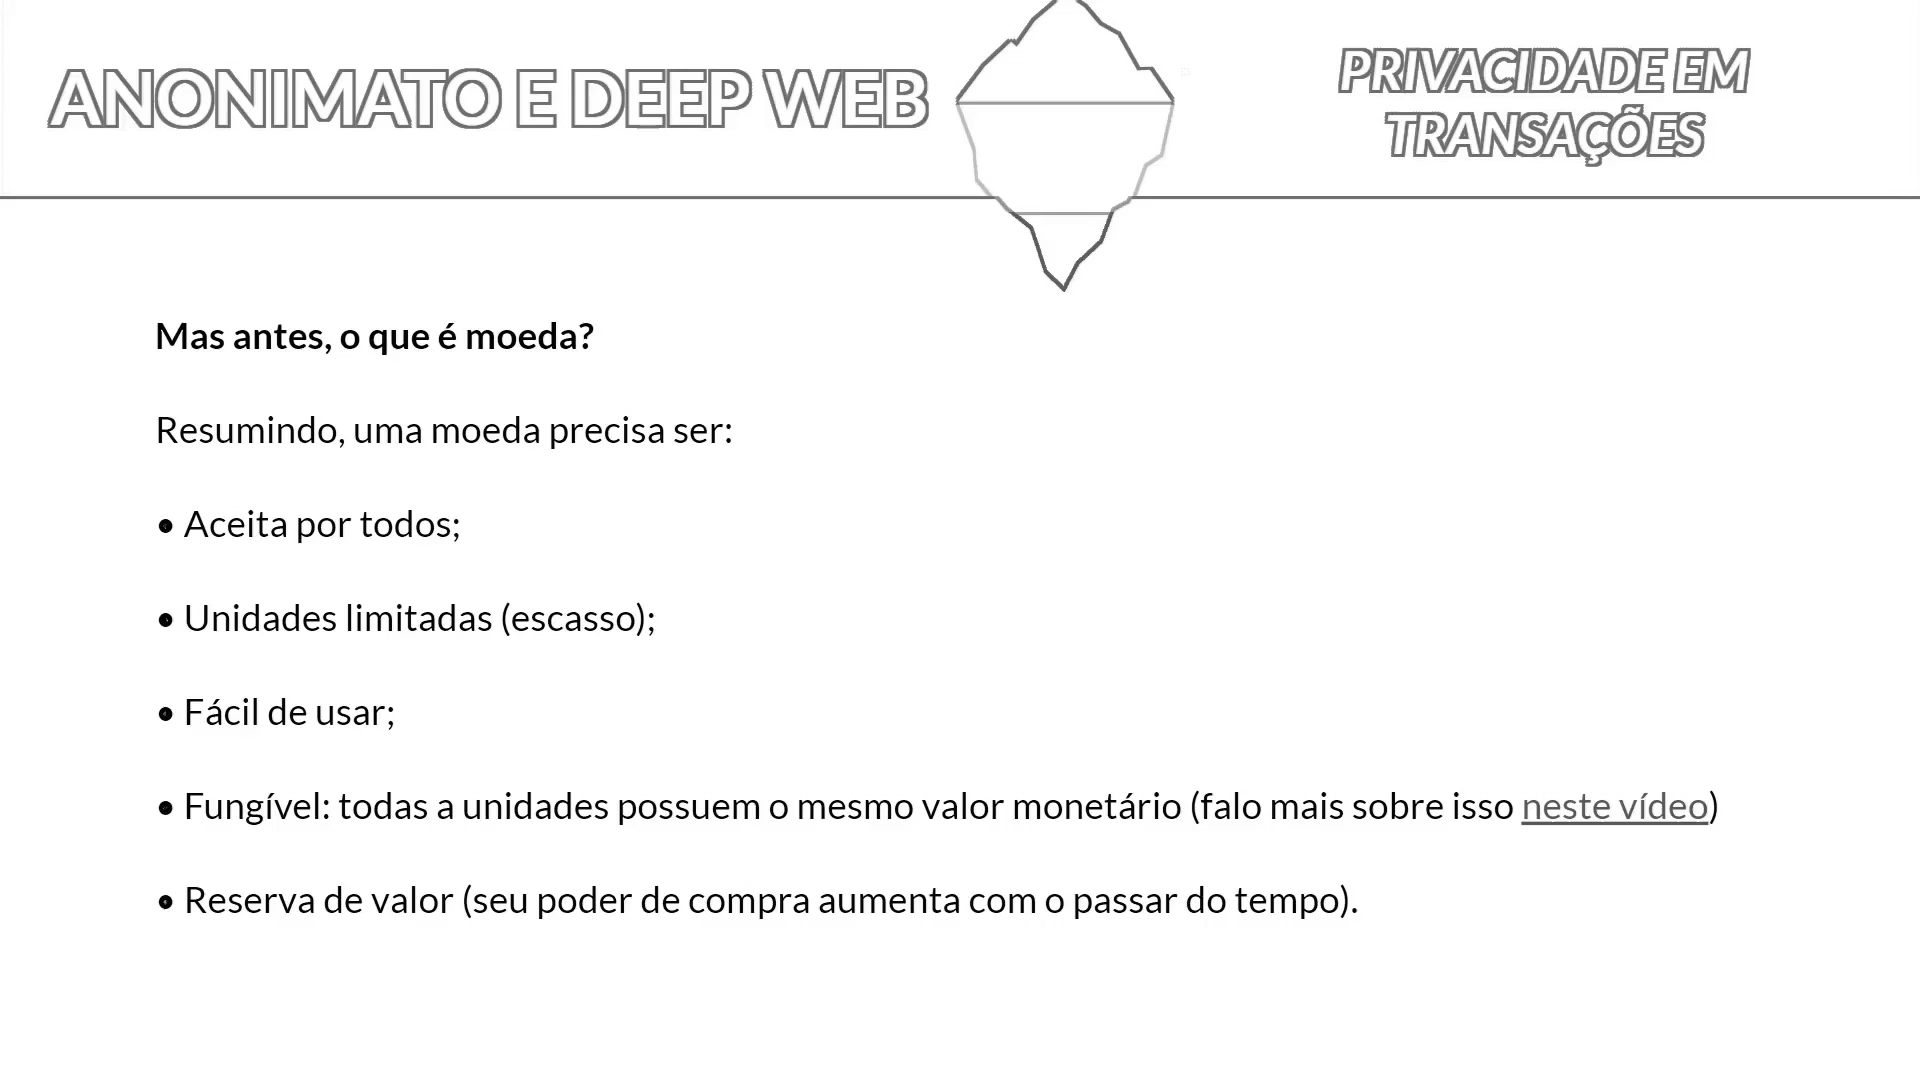 ANONIMATO E DEEP WEB
PRIVACIDADE EM
TRANSAÇÕES
Mas antes, o que é moeda?
Resumindo, uma moeda precisa ser:
• Aceita por todos;
• Unidades limitadas (escasso);
• Fácil de usar;
• Fungível: todas a unidades possuem o mesmo valor monetário (falo mais sobre isso neste vídeo)
• Reserva de valor (seu poder de compra aumenta com o passar do tempo).